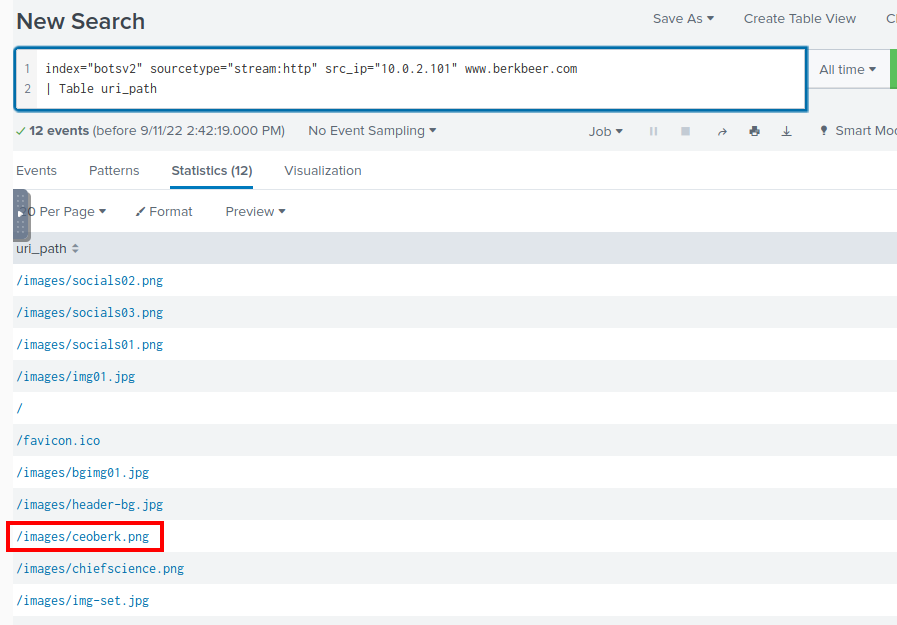 New Search
Save As ▾ Create Table View
1 index="botsv2" sourcetype="stream:http" src_ip="10.0.2.101" www.berkbeer.com
2 | Table uri_path
All time ▾
✓ 12 events (before 9/11/22 2:42:19.000 PM) No Event Sampling ▾ Job ▾ Smart Mo
Events Patterns Statistics (12) Visualization
0 Per Page ▾ Format Preview ▾
uri_path
/images/socials02.png
/images/socials03.png
/images/socials01.png
/images/img01.jpg
/
/favicon.ico
/images/bgimg01.jpg
/images/header-bg.jpg
/images/ceoberk.png
/images/chiefscience.png
/images/img-set.jpg